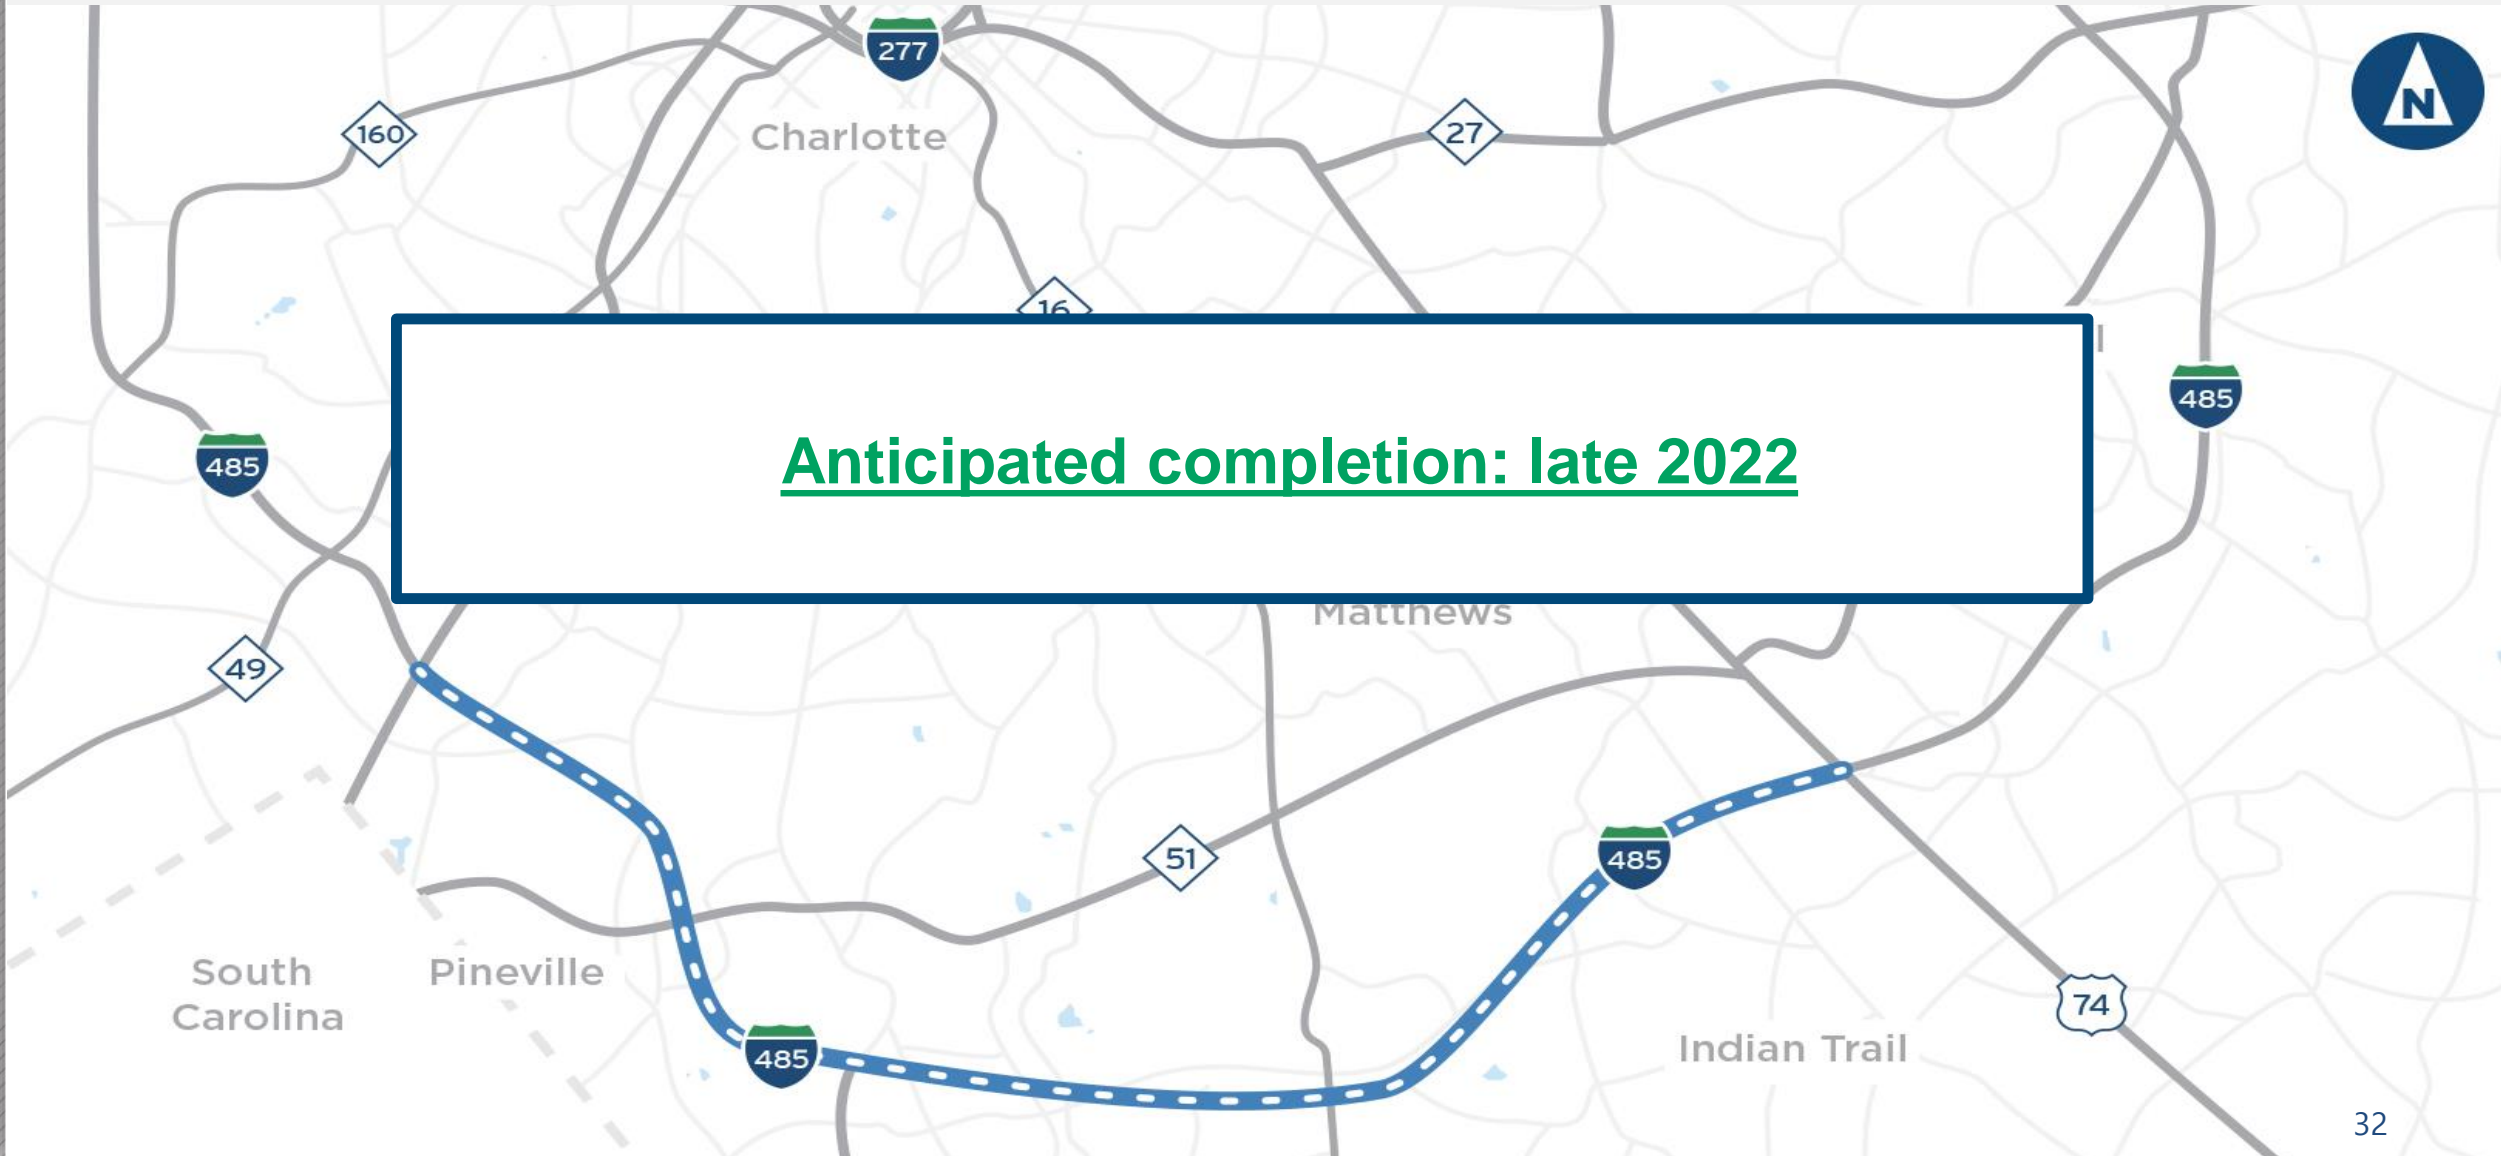 277
Charlotte
160
27
16
485
Anticipated completion: late 2022
485
Matthews
49
51
485
South
Carolina
Pineville
74
485
Indian Trail
32
N